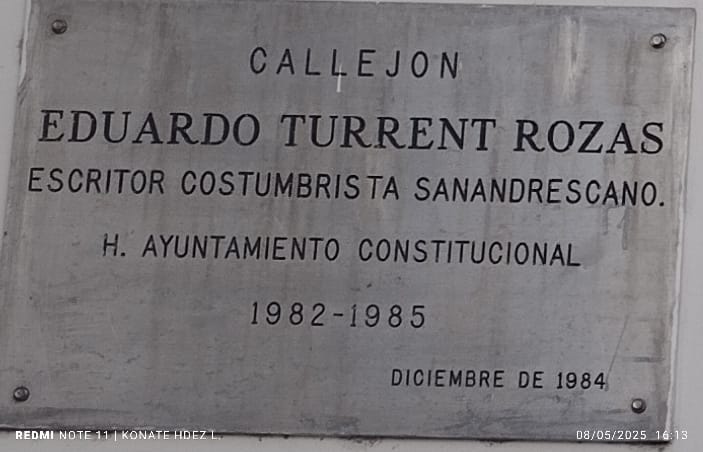 CALLEJON
EDUARDO TURRENT ROZAS
ESCRITOR COSTUMBRISTA SANANDRESCANO.
H. AYUNTAMIENTO CONSTITUCIONAL
1982-1985
DICIEMBRE DE 1984
REDMI NOTE 11 | KONATE HDEZ L.
08/05/2025 16:13